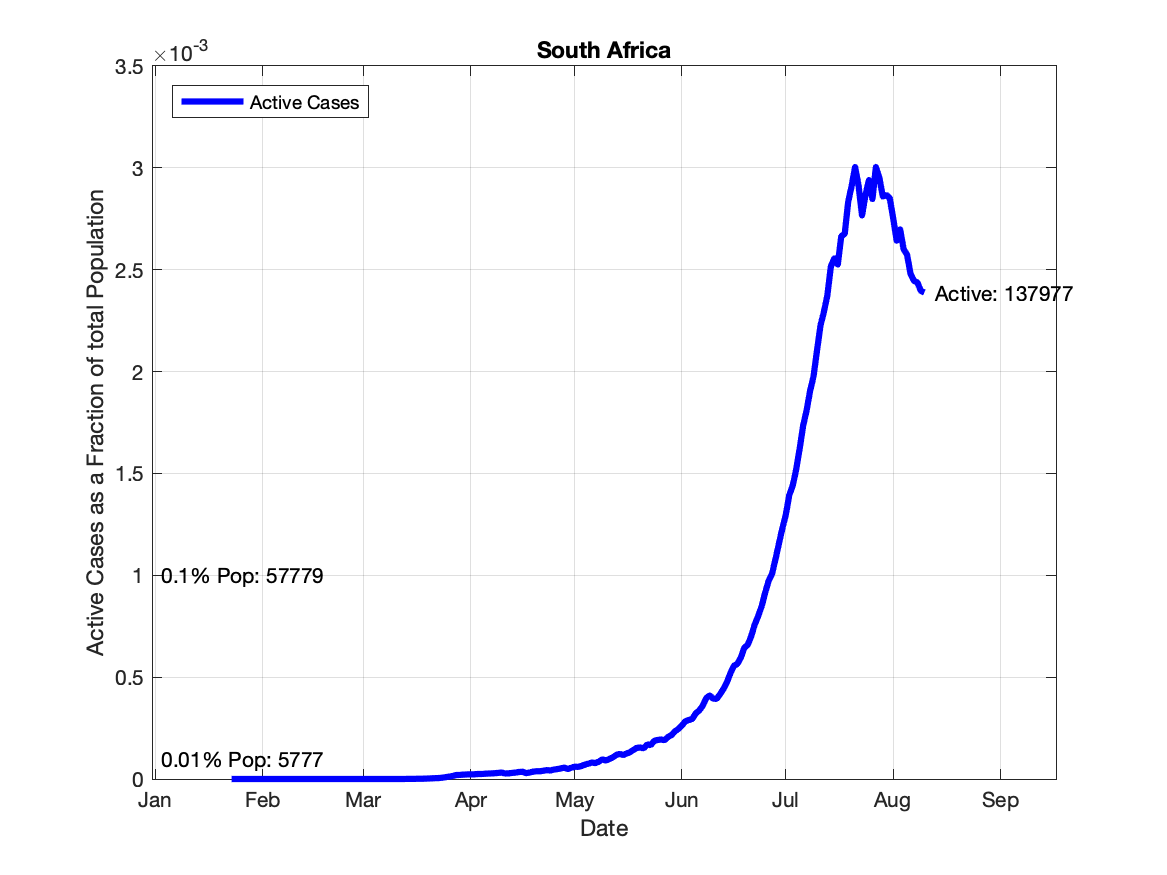 South Africa
×10-3
3.5
3
2.5
2
1.5
1
0.5
0
Active Cases as a Fraction of total Population
Active Cases
Active: 137977
0.1% Pop: 57779
0.01% Pop: 5777
Jan Feb Mar Apr May Jun Jul Aug Sep
Date